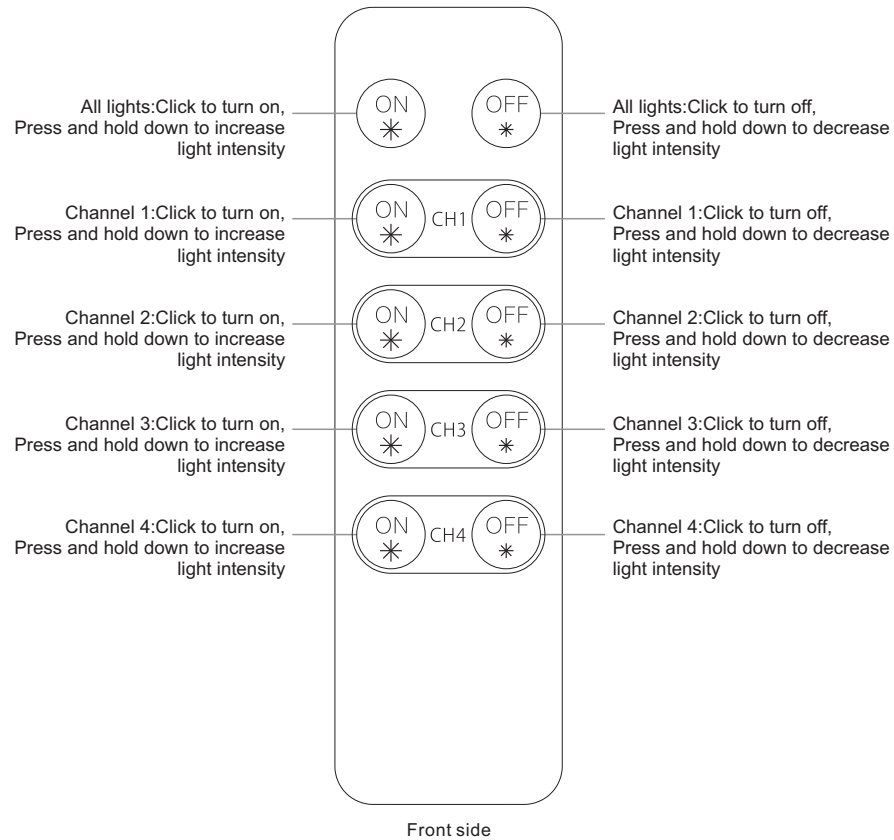 All lights:Click to turn on,
Press and hold down to increase
light intensity
ON
OFF
All lights:Click to turn off,
Press and hold down to decrease
light intensity
Channel 1:Click to turn on,
Press and hold down to increase
light intensity
ON
CH1
OFF
Channel 1:Click to turn off,
Press and hold down to decrease
light intensity
Channel 2:Click to turn on,
Press and hold down to increase
light intensity
ON
CH2
OFF
Channel 2:Click to turn off,
Press and hold down to decrease
light intensity
Channel 3:Click to turn on,
Press and hold down to increase
light intensity
ON
CH3
OFF
Channel 3:Click to turn off,
Press and hold down to decrease
light intensity
Channel 4:Click to turn on,
Press and hold down to increase
light intensity
ON
CH4
OFF
Channel 4:Click to turn off,
Press and hold down to decrease
light intensity
Front side